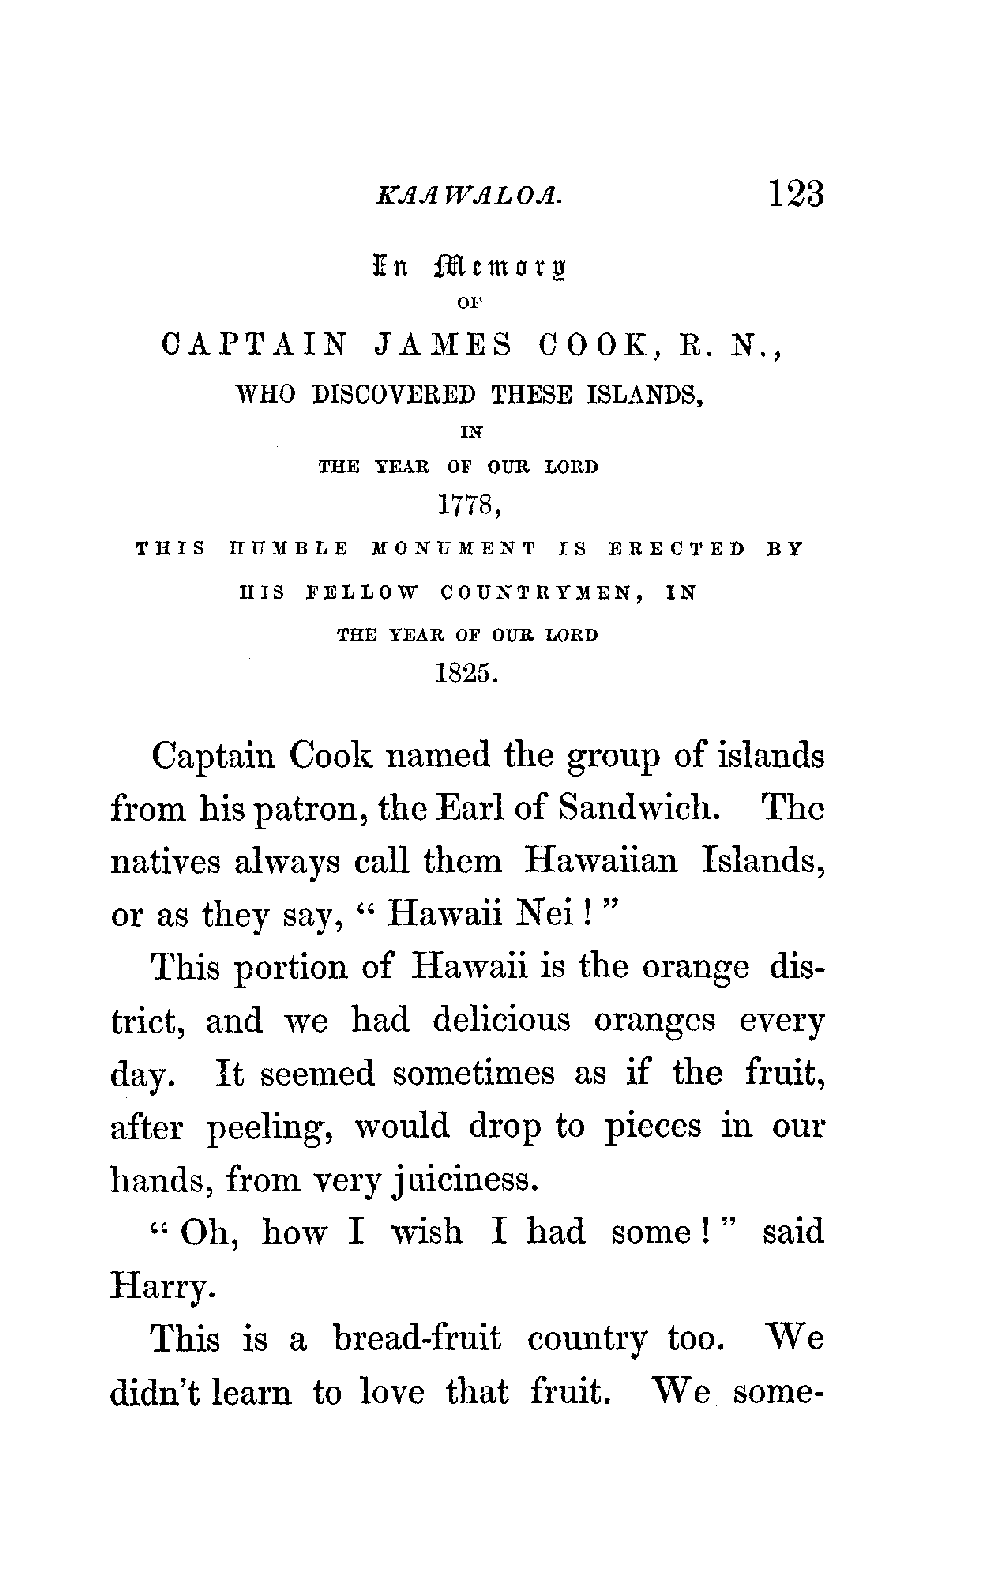 KAAWALOA. 123
In Memory
OF
CAPTAIN JAMES COOK, R. N.,
WHO DISCOVERED THESE ISLANDS,
IN
THE YEAR OF OUR LORD
1778,
THIS HUMBLE MONUMENT IS ERECTED BY
HIS FELLOW COUNTRYMEN, IN
THE YEAR OF OUR LORD
1825.
Captain Cook named the group of islands
from his patron, the Earl of Sandwich. The
natives always call them Hawaiian Islands,
or as they say, “ Hawaii Nei ! ”
This portion of Hawaii is the orange dis-
trict, and we had delicious oranges every
day. It seemed sometimes as if the fruit,
after peeling, would drop to pieces in our
hands, from very juiciness.
“ Oh, how I wish I had some ! ” said
Harry.
This is a bread-fruit country too. We
didn't learn to love that fruit. We some-